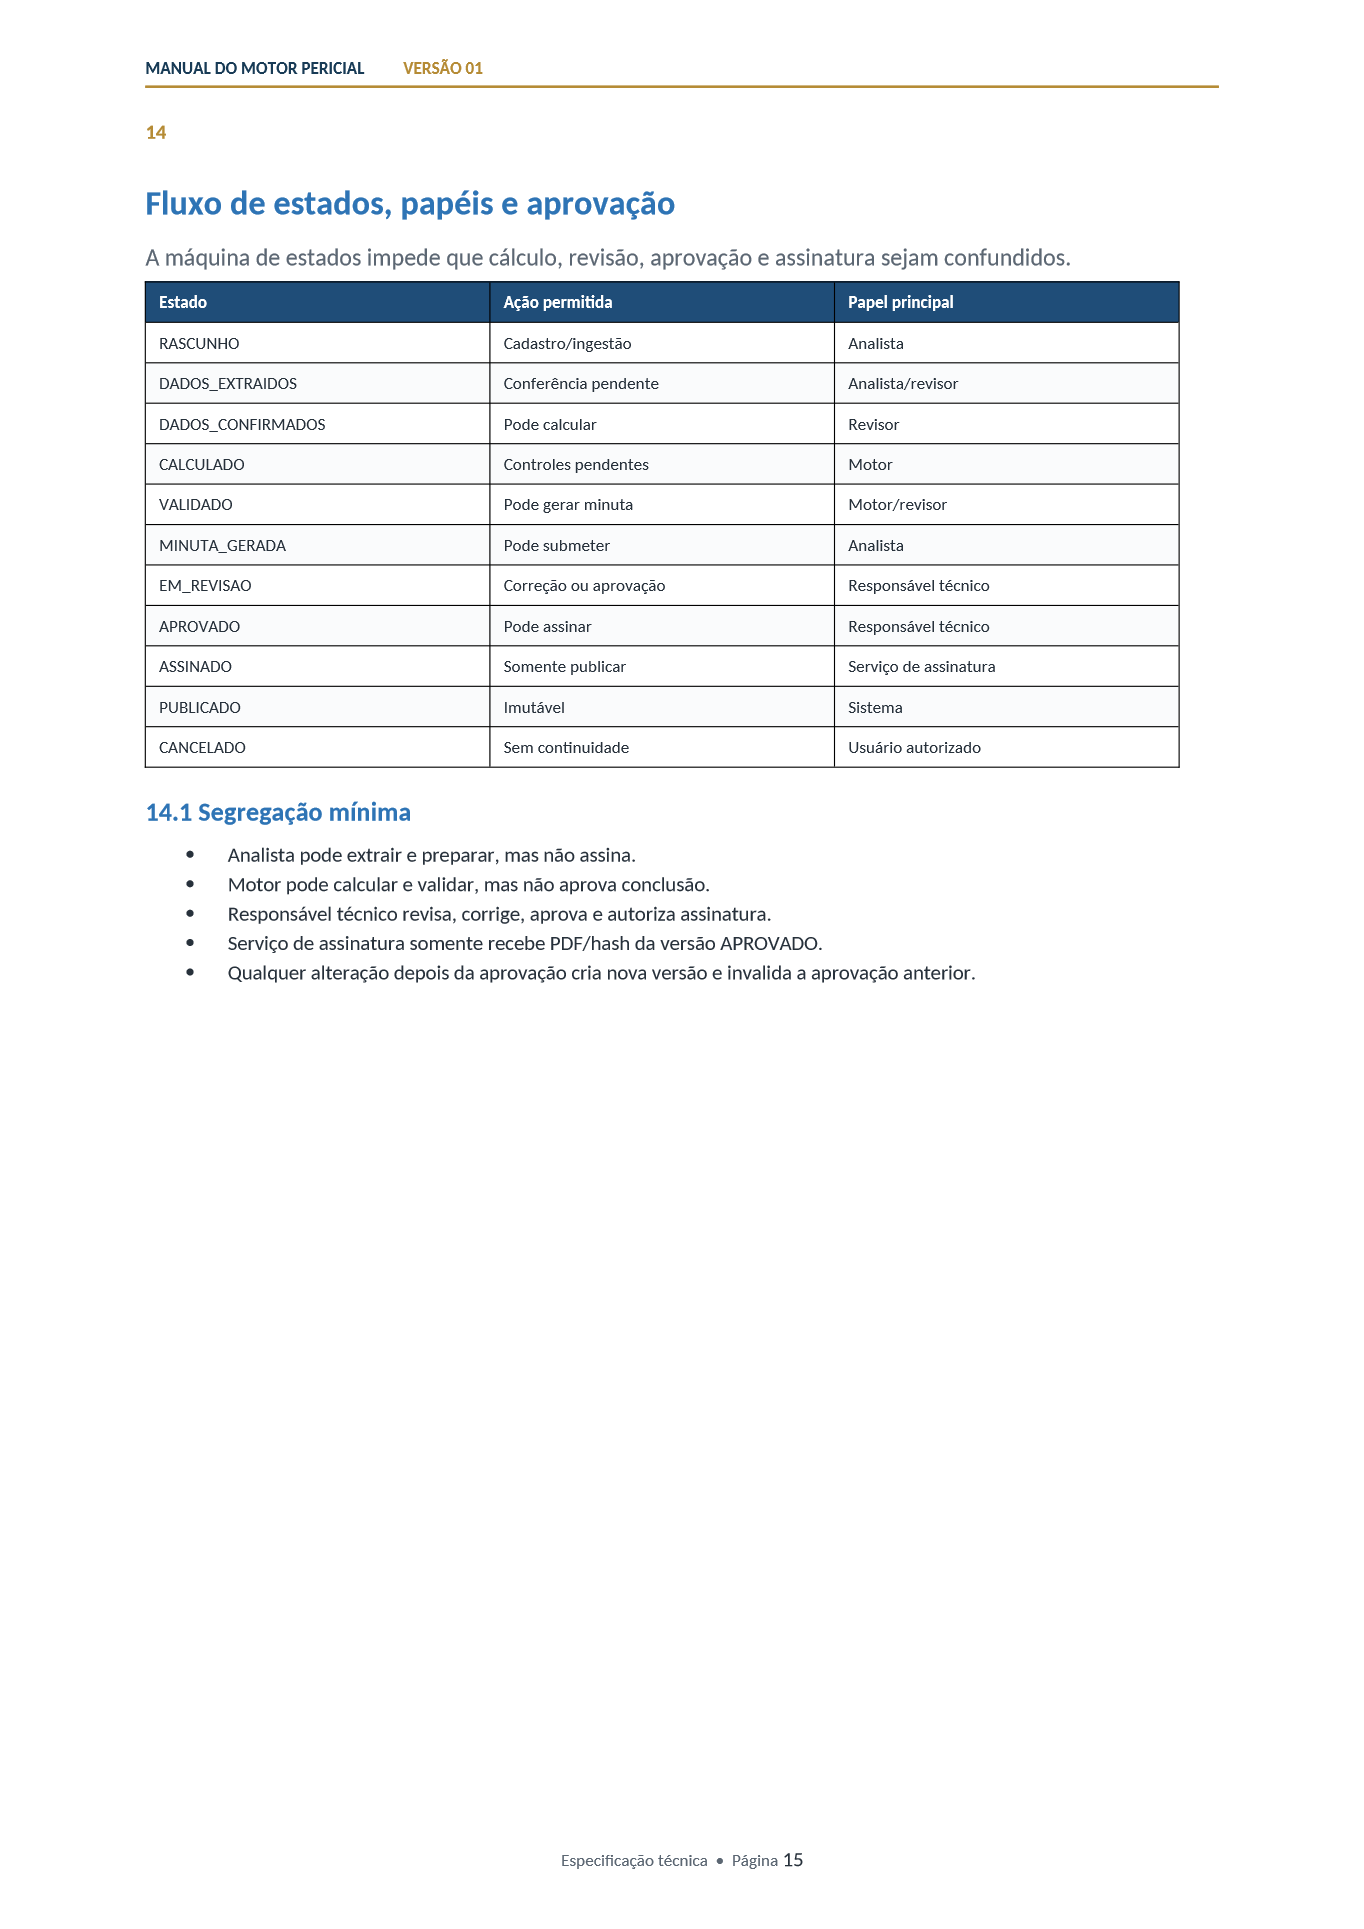 MANUAL DO MOTOR PERICIAL VERSÃO 01
14
Fluxo de estados, papéis e aprovação
A máquina de estados impede que cálculo, revisão, aprovação e assinatura sejam confundidos.
Estado Ação permitida Papel principal
RASCUNHO Cadastro/ingestão Analista
DADOS_EXTRAIDOS Conferência pendente Analista/revisor
DADOS_CONFIRMADOS Pode calcular Revisor
CALCULADO Controles pendentes Motor
VALIDADO Pode gerar minuta Motor/revisor
MINUTA_GERADA Pode submeter Analista
EM_REVISAO Correção ou aprovação Responsável técnico
APROVADO Pode assinar Responsável técnico
ASSINADO Somente publicar Serviço de assinatura
PUBLICADO Imutável Sistema
CANCELADO Sem continuidade Usuário autorizado
14.1 Segregação mínima
• Analista pode extrair e preparar, mas não assina.
• Motor pode calcular e validar, mas não aprova conclusão.
• Responsável técnico revisa, corrige, aprova e autoriza assinatura.
• Serviço de assinatura somente recebe PDF/hash da versão APROVADO.
• Qualquer alteração depois da aprovação cria nova versão e invalida a aprovação anterior.
Especificação técnica • Página 15